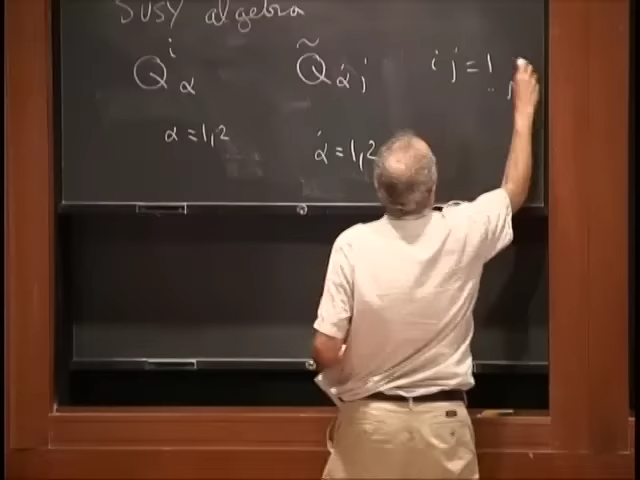 SUSY algebra
Q^i_α Q̃_α̇j i j = 1 ..
α = 1,2 α̇ = 1,2